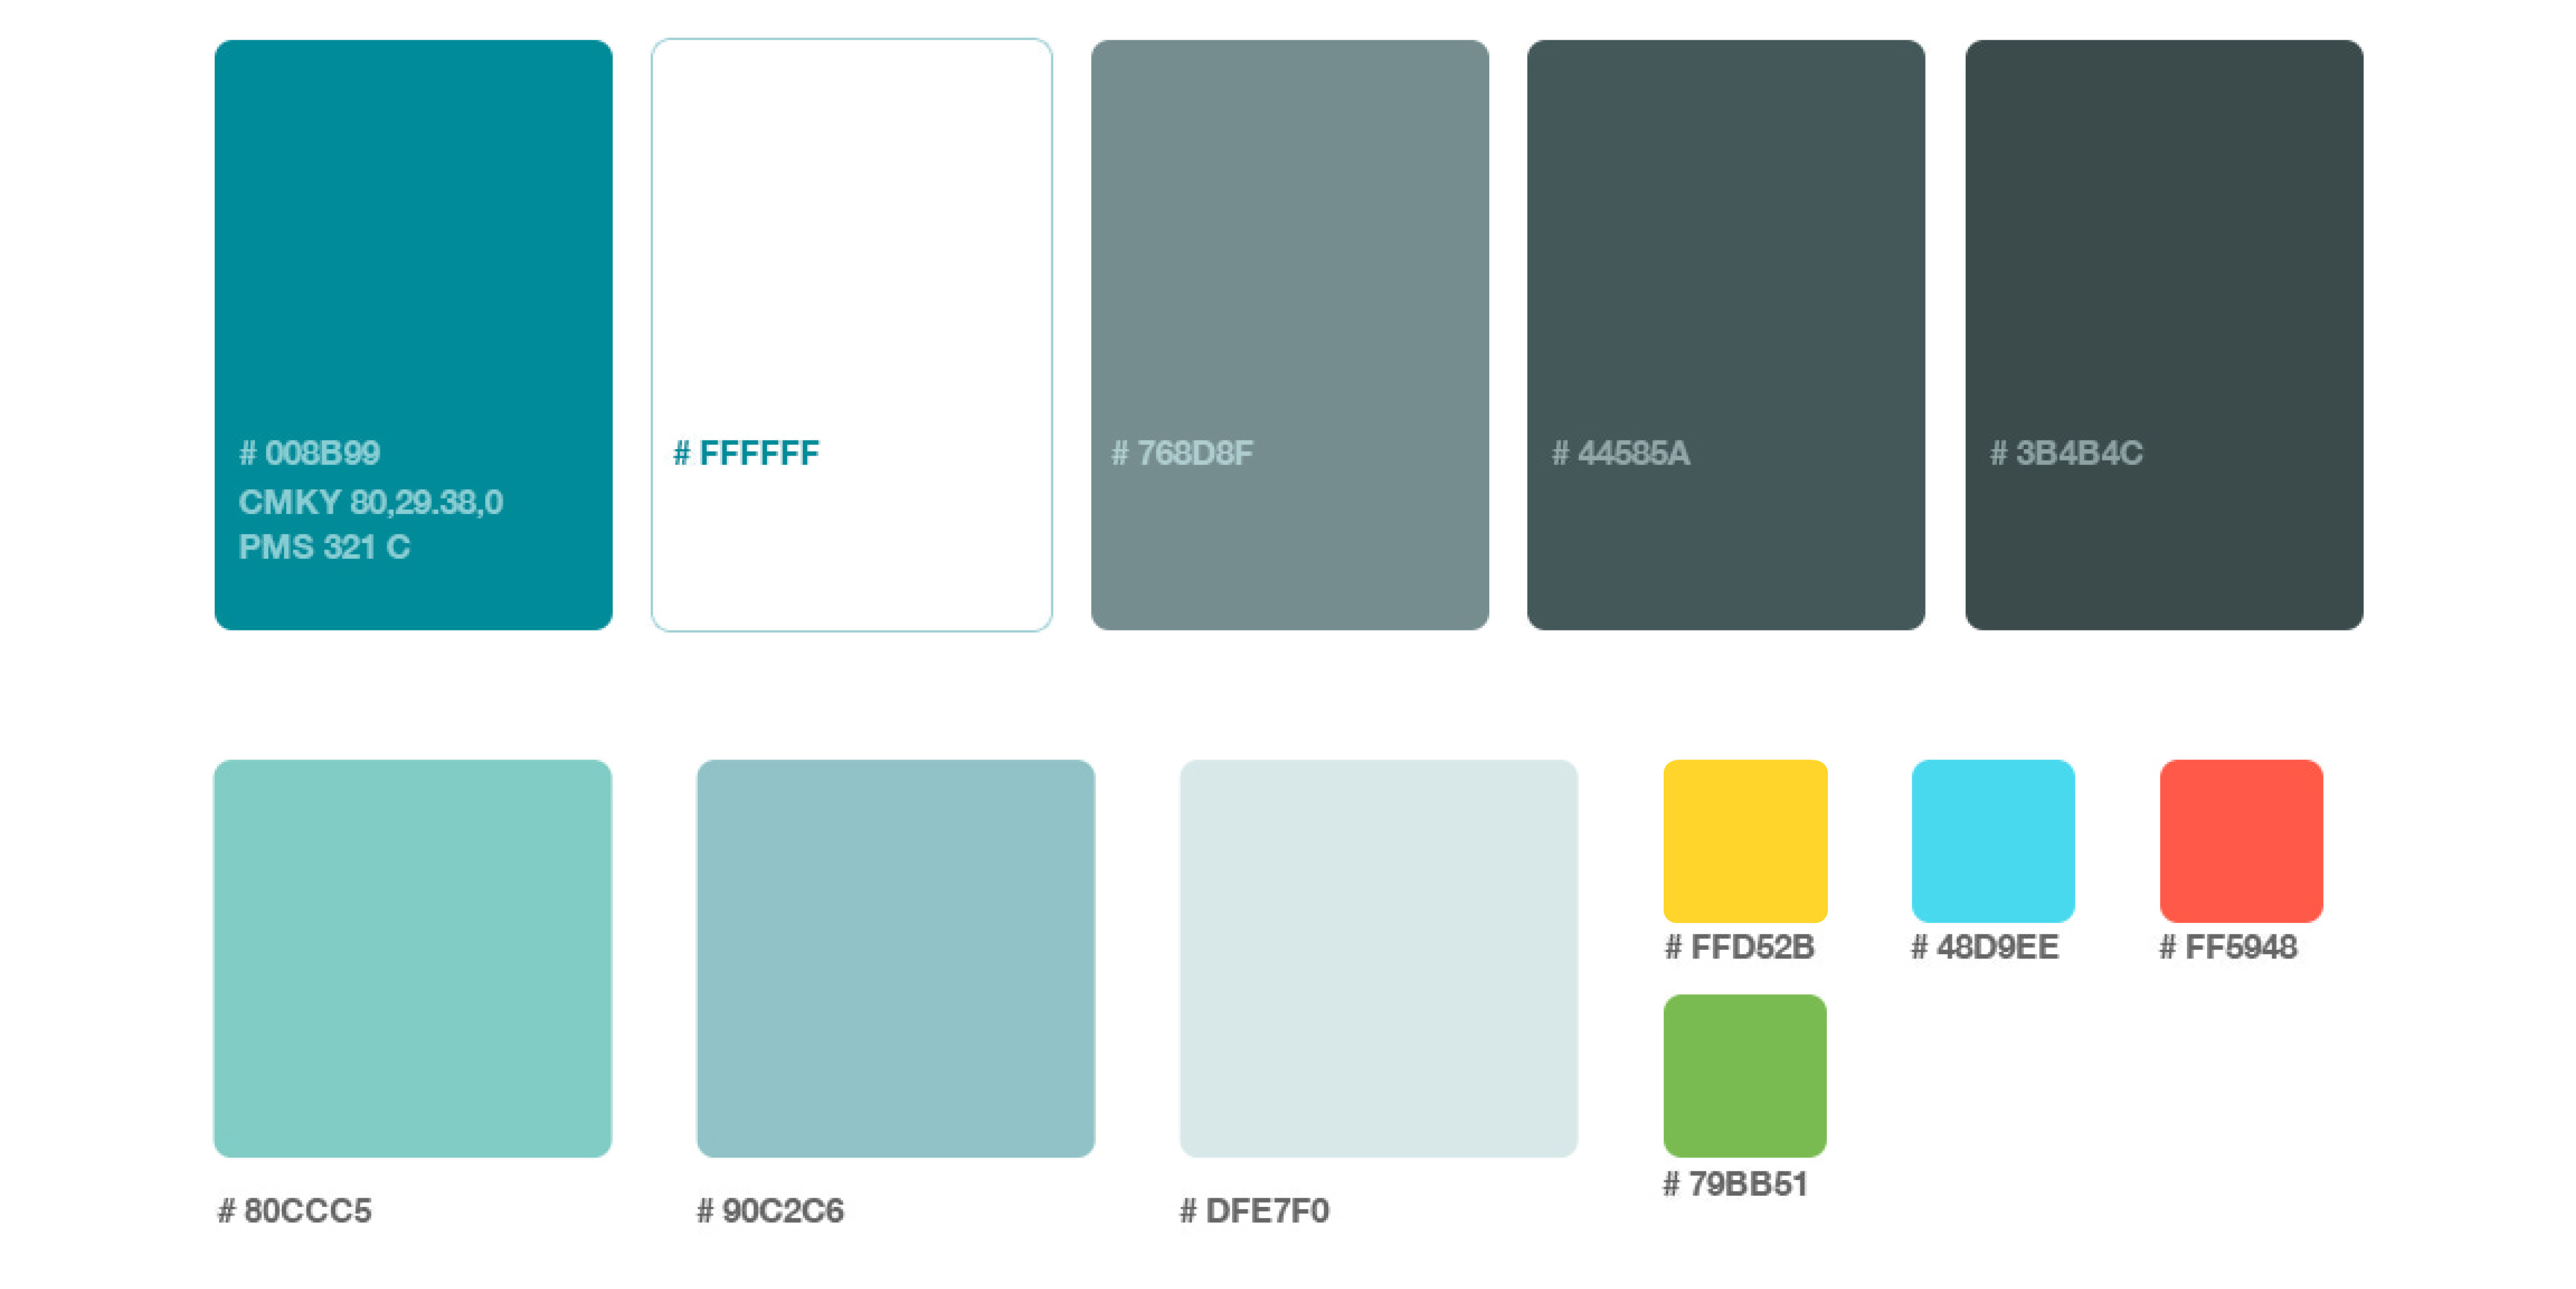 # 008B99
CMKY 80,29.38,0
PMS 321 C
# FFFFFF
# 768D8F
# 44585A
# 3B4B4C
# 80CCC5
# 90C2C6
# DFE7F0
# FFD52B
# 48D9EE
# FF5948
# 79BB51